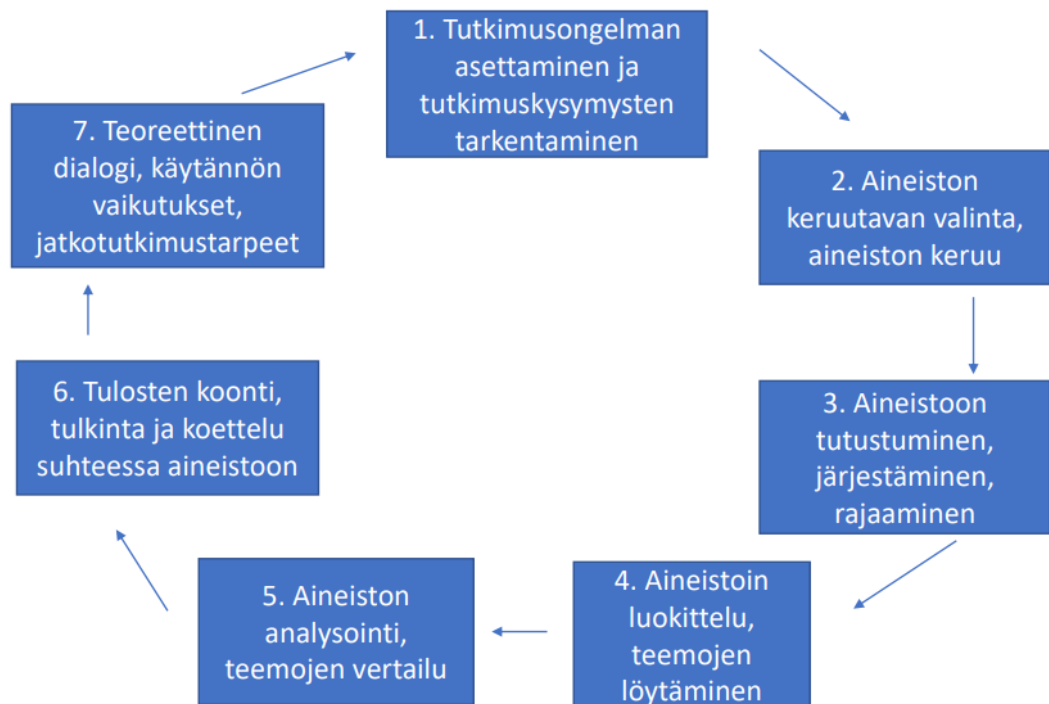 1. Tutkimusongelman
asettaminen ja
tutkimuskysymysten
tarkentaminen
2. Aineiston
keruutavan valinta,
aineiston keruu
3. Aineistoon
tutustuminen,
järjestäminen,
rajaaminen
4. Aineistoin
luokittelu,
teemojen
löytäminen
5. Aineiston
analysointi,
teemojen vertailu
6. Tulosten koonti,
tulkinta ja koettelu
suhteessa aineistoon
7. Teoreettinen
dialogi, käytännön
vaikutukset,
jatkotutkimustarpeet